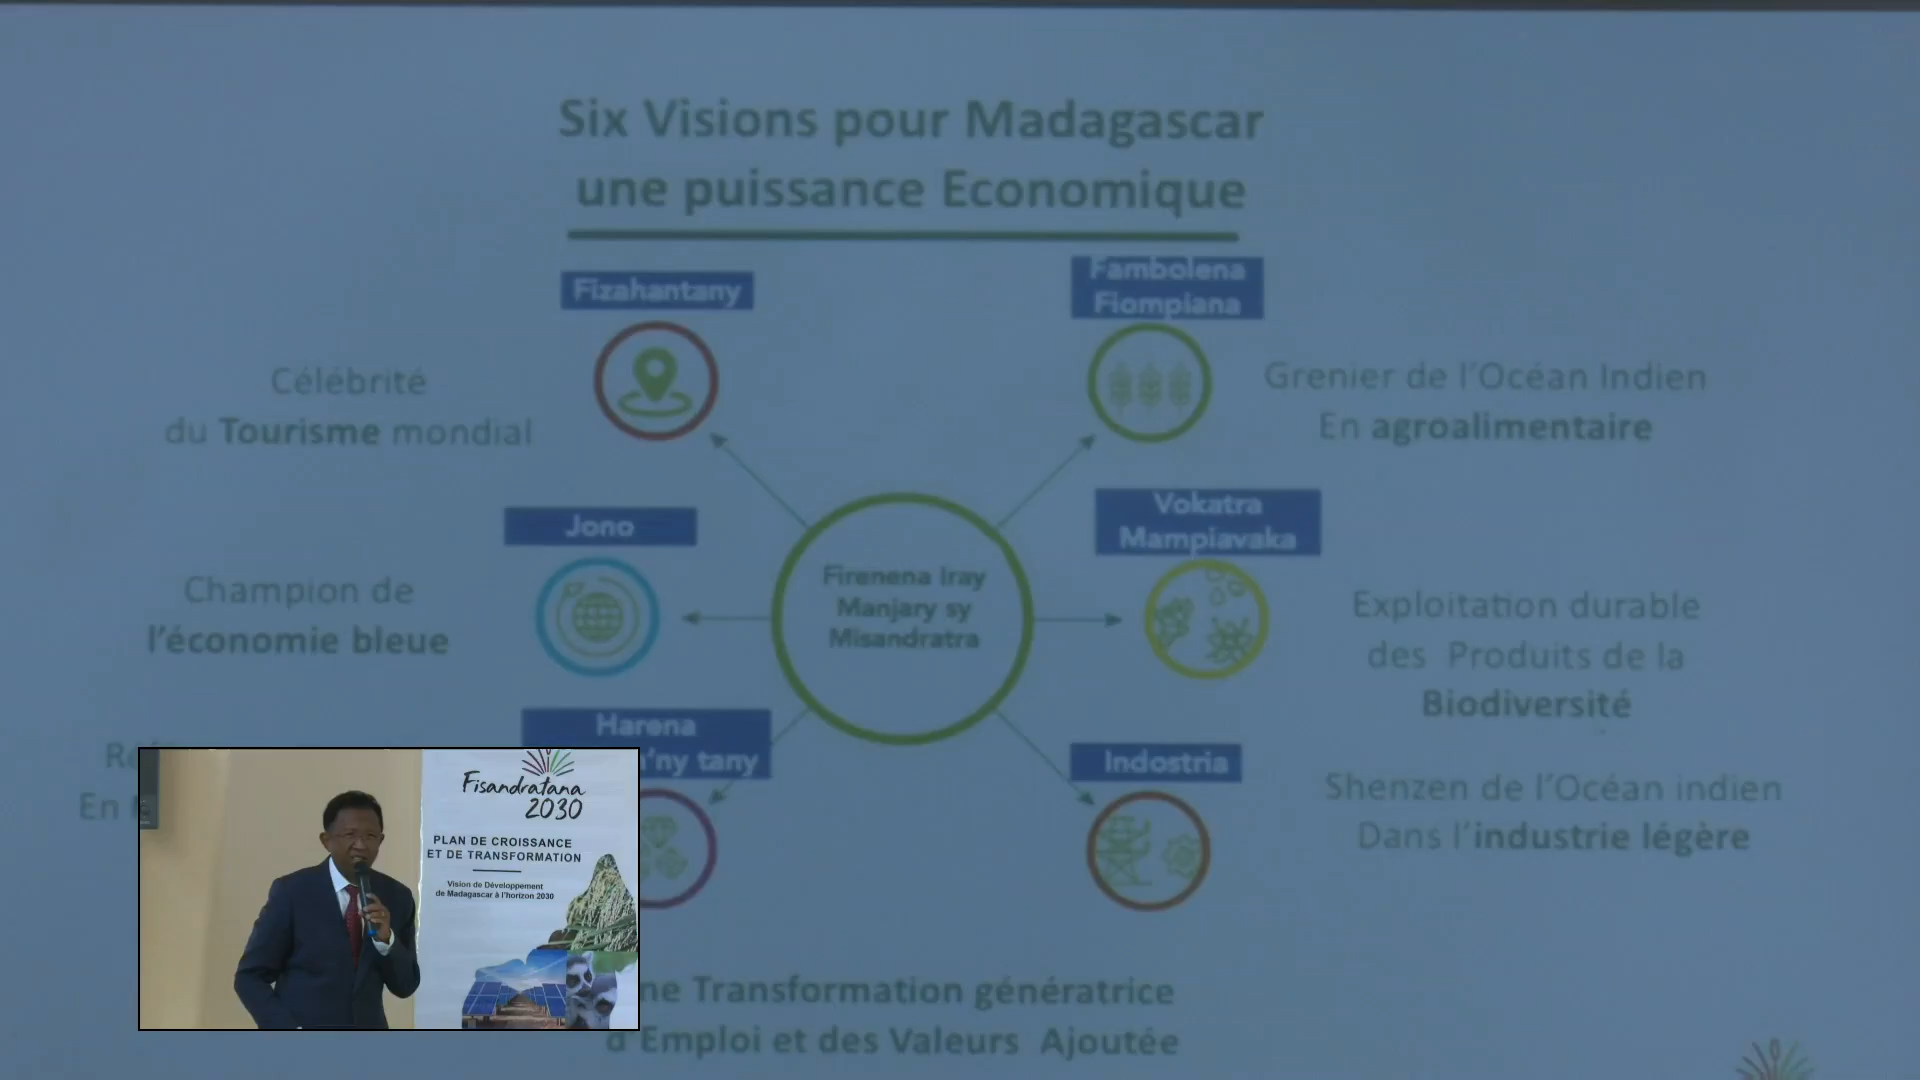 Six Visions pour Madagascar
une puissance Economique
Fizahantany
Fambolena
Fiompiana
Célébrité
du Tourisme mondial
Grenier de l'Océan Indien
En agroalimentaire
Jono
Vokatra
Mampiavaka
Firenena Iray
Manjary sy
Misandratra
Champion de
l'économie bleue
Exploitation durable
des Produits de la
Biodiversité
Harena
'ny tany
Indostria
Shenzen de l'Océan indien
Dans l'industrie légère
En
Fisandratana
2030
PLAN DE CROISSANCE
ET DE TRANSFORMATION
Vision de Développement
de Madagascar à l'horizon 2030
ne Transformation génératrice
d'Emploi et des Valeurs Ajoutée